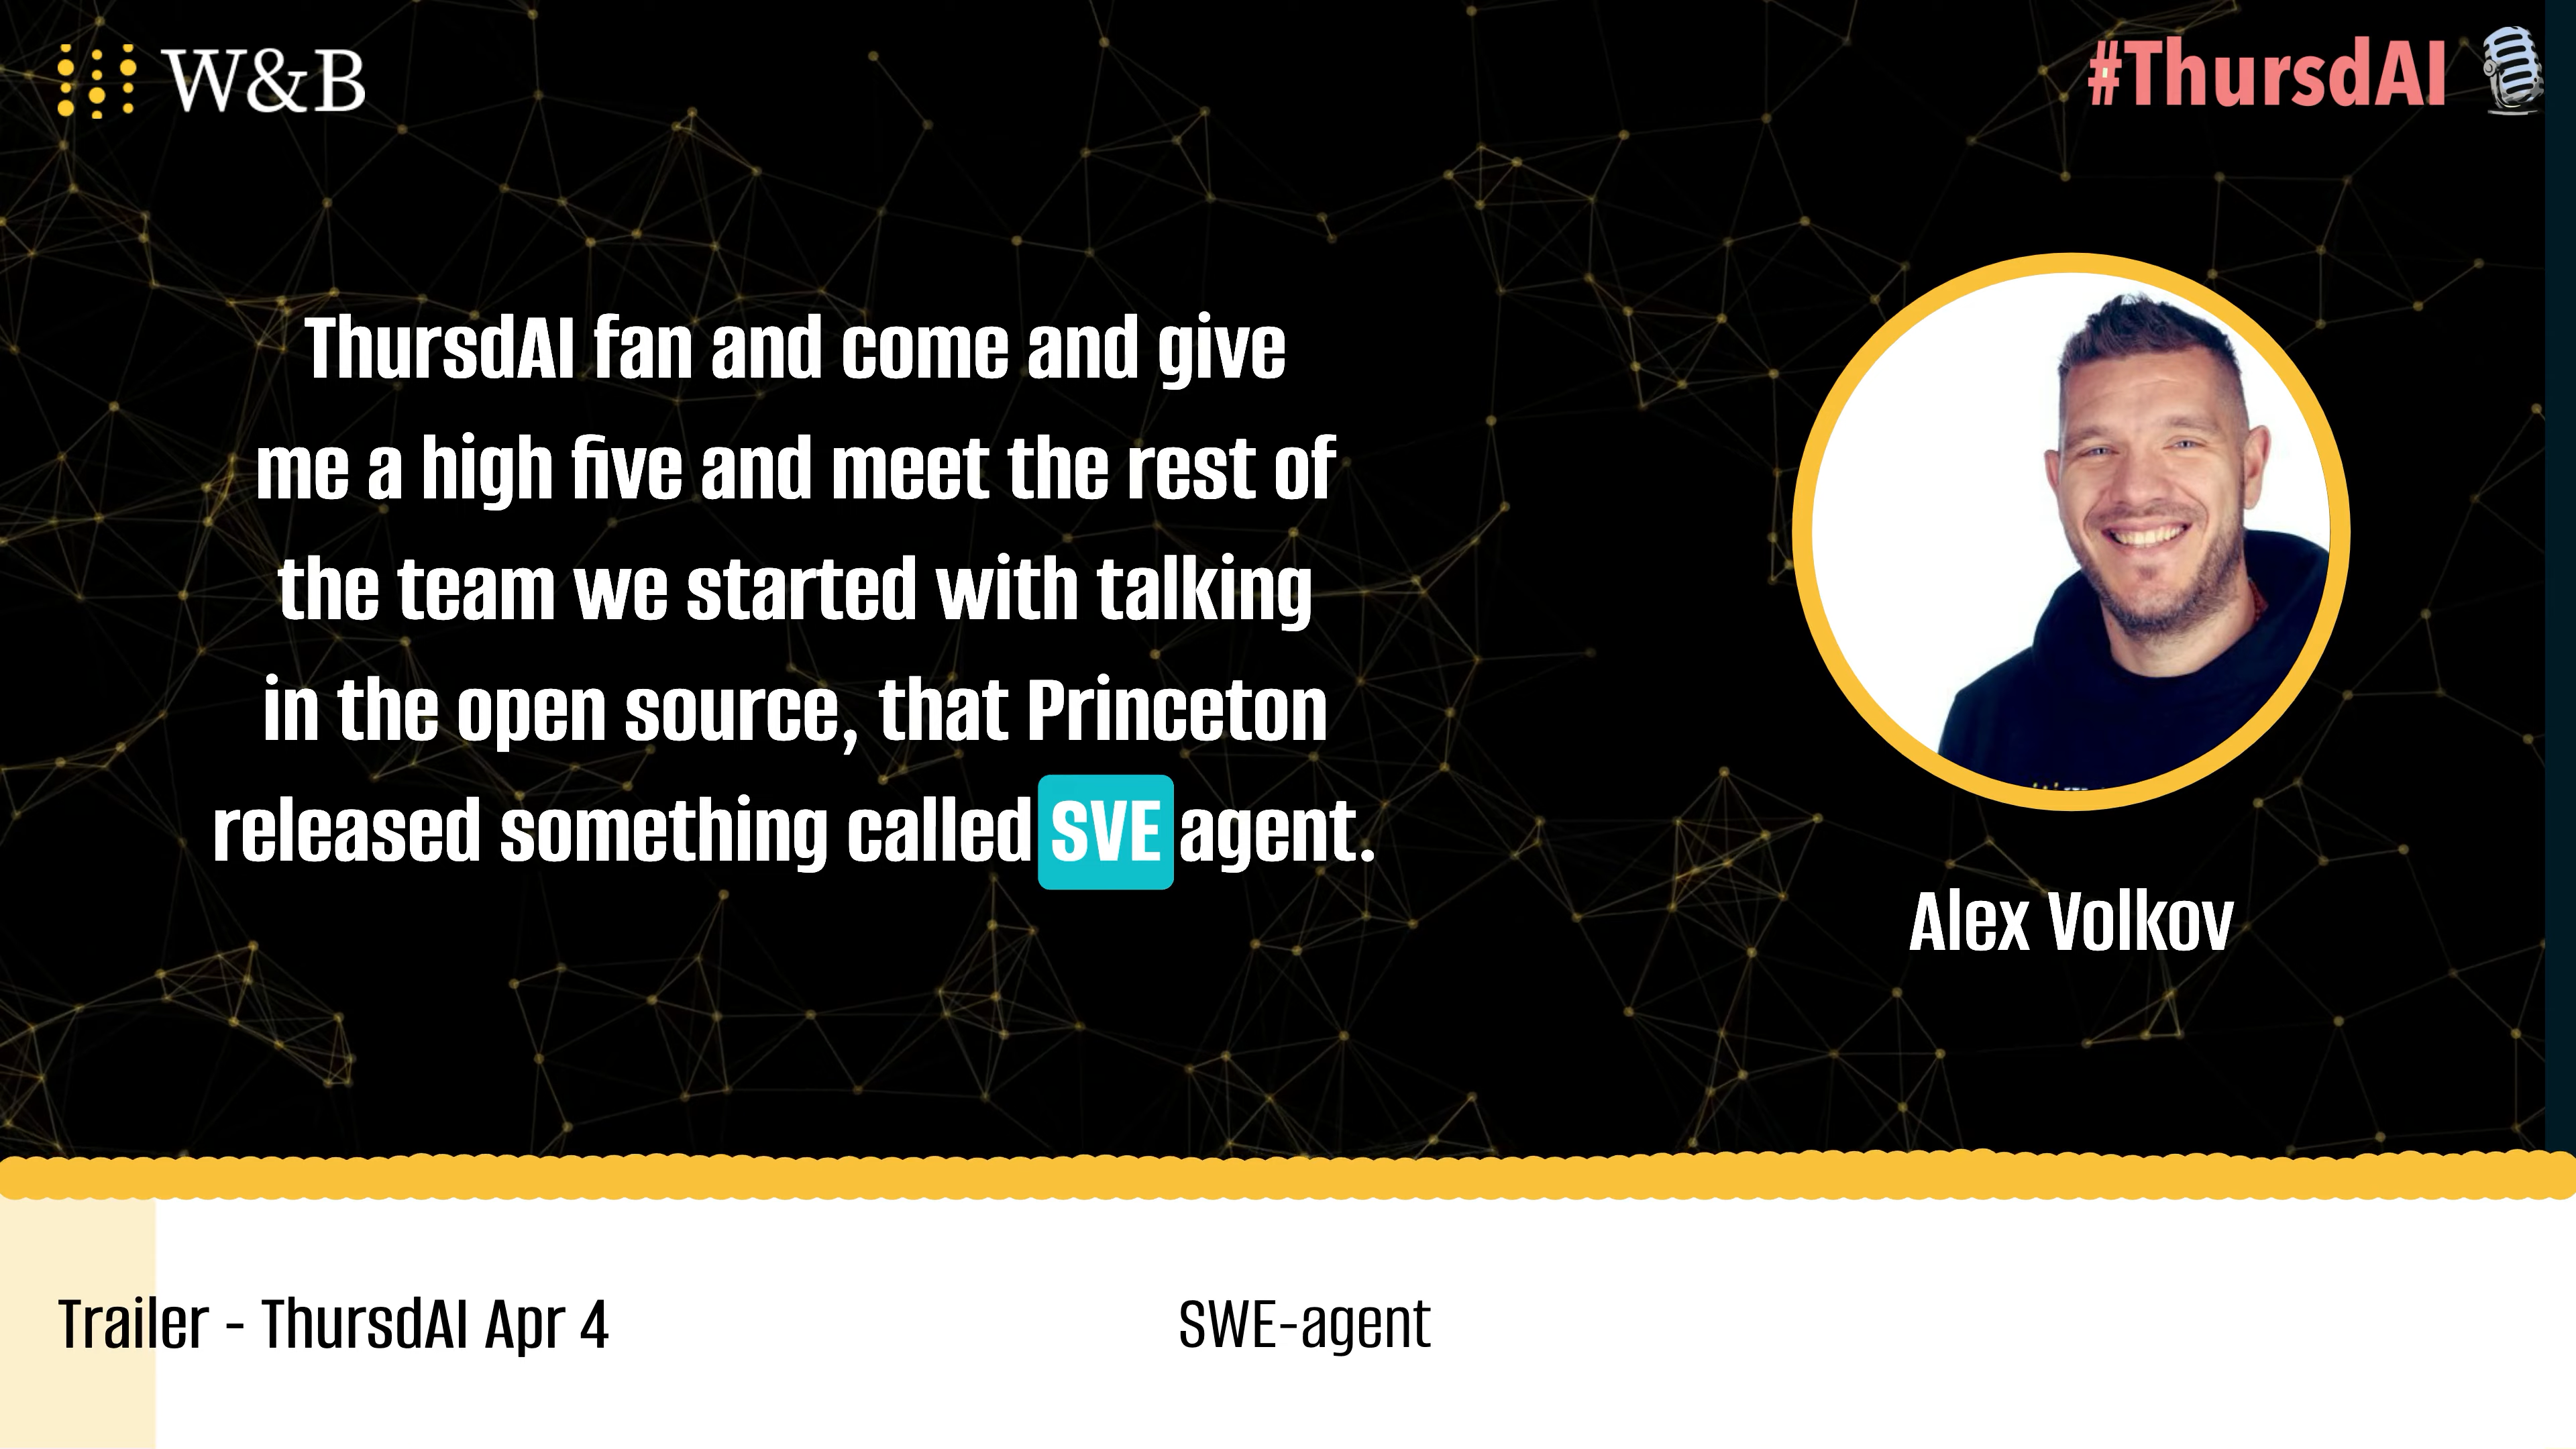 W&B
#ThursdAI
ThursdAI fan and come and give
me a high five and meet the rest of
the team we started with talking
in the open source, that Princeton
released something called SVE agent.
Alex Volkov
Trailer - ThursdAI Apr 4
SWE-agent